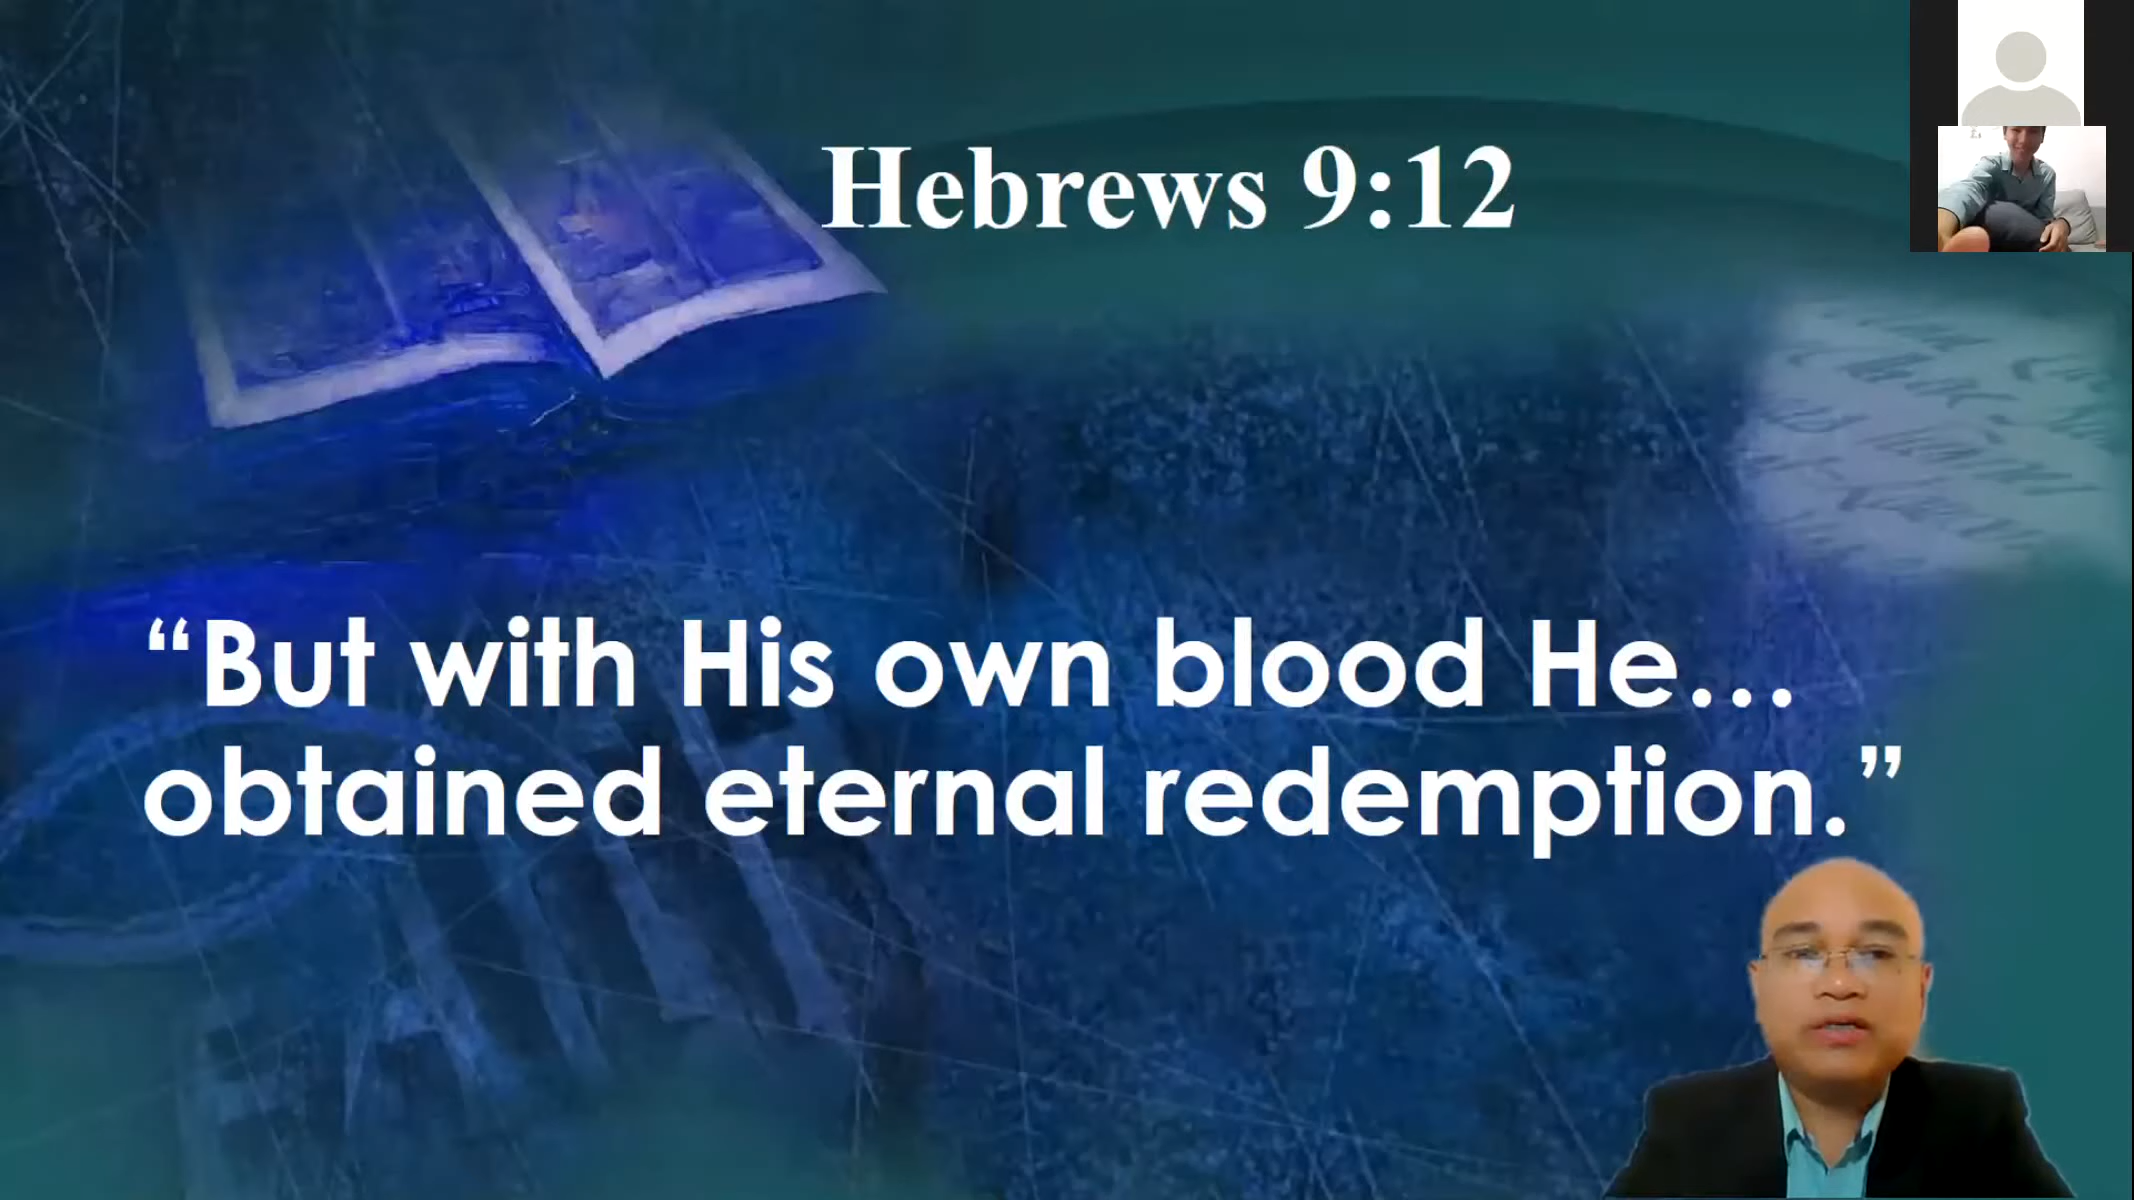 Hebrews 9:12
“But with His own blood He…
obtained eternal redemption.”